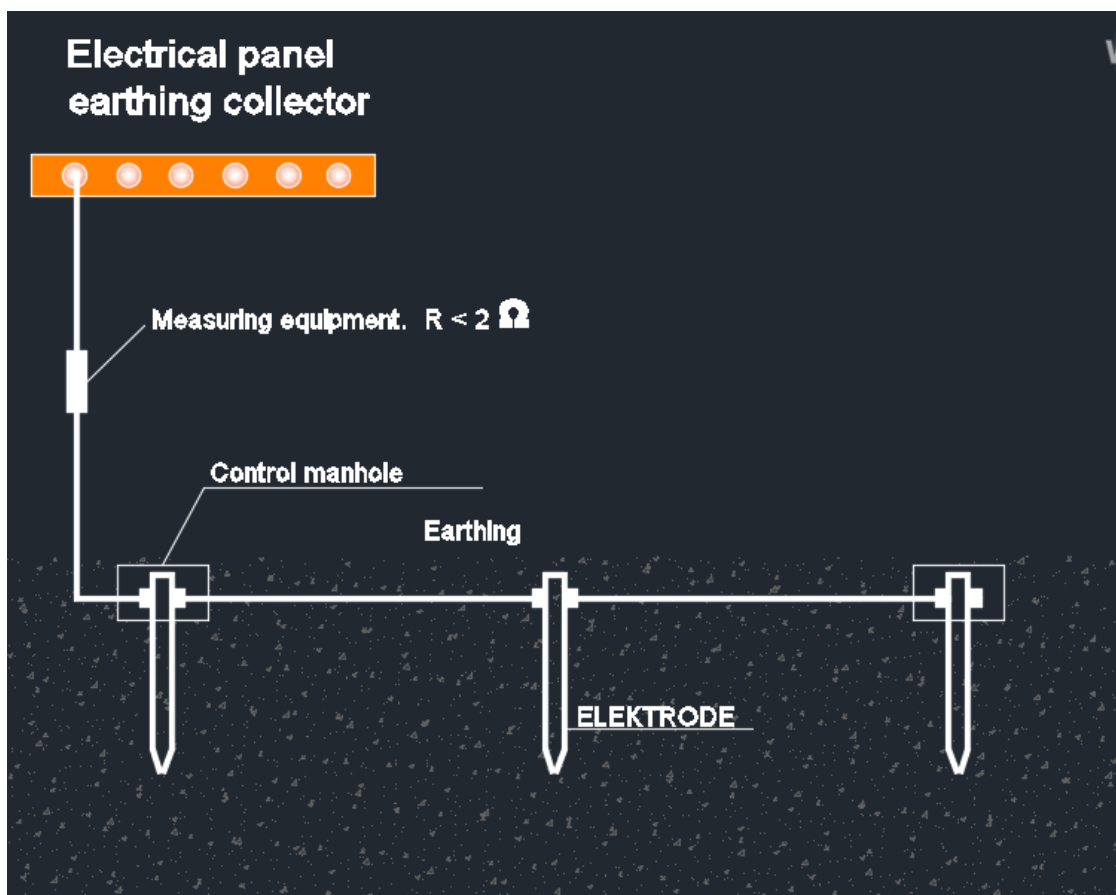 Electrical panel
earthing collector
Measuring equipment. R < 2 Ω
Control manhole
Earthing
ELEKTRODE